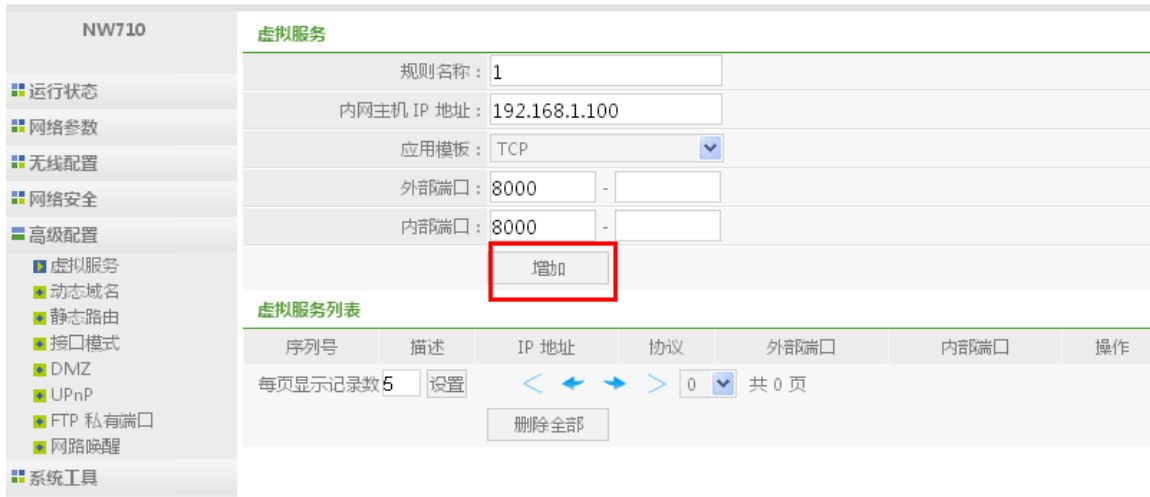 NW710
运行状态
网络参数
无线配置
网络安全
高级配置
虚拟服务
动态域名
静态路由
接口模式
DMZ
UPnP
FTP 私有端口
网路唤醒
系统工具
虚拟服务
规则名称: 1
内网主机 IP 地址: 192.168.1.100
应用模板: TCP
外部端口: 8000 -
内部端口: 8000 -
增加
虚拟服务列表
序列号 描述 IP 地址 协议 外部端口 内部端口 操作
每页显示记录数 5 设置 0 共 0 页
删除全部